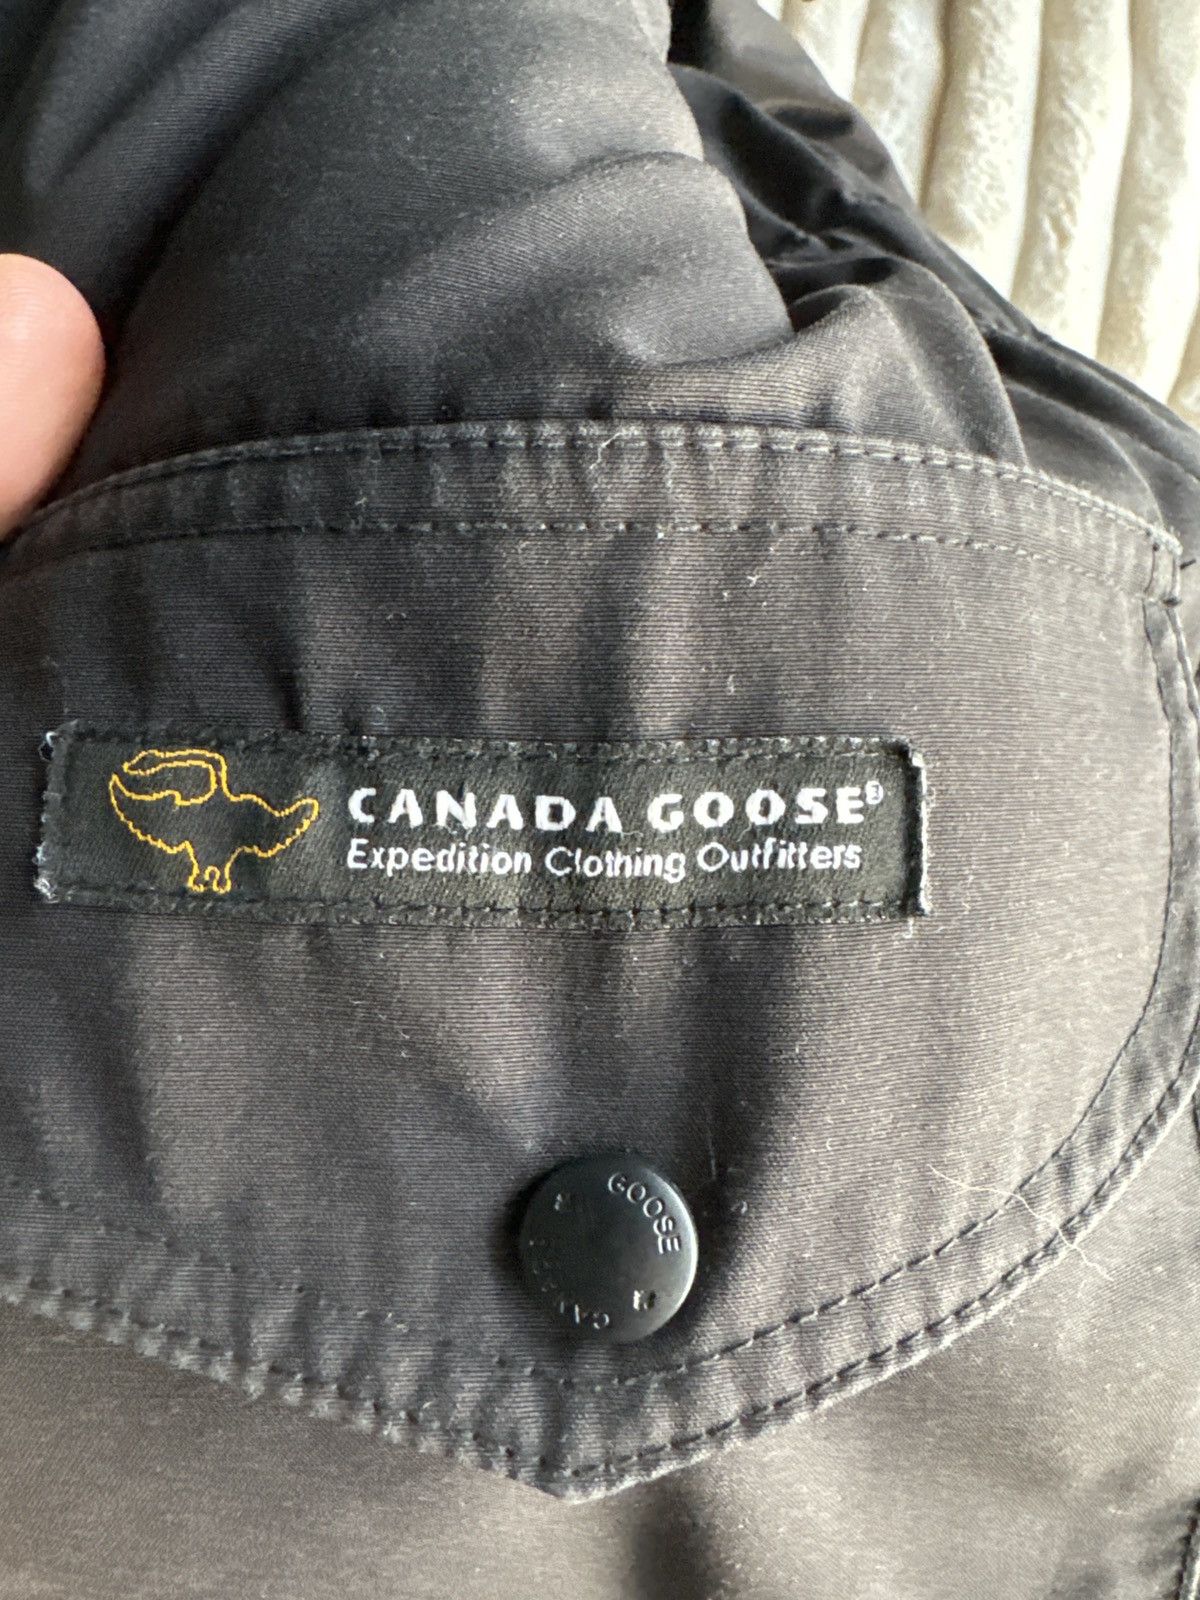 CANADA GOOSE®
Expedition Clothing Outfitters
GOOSE